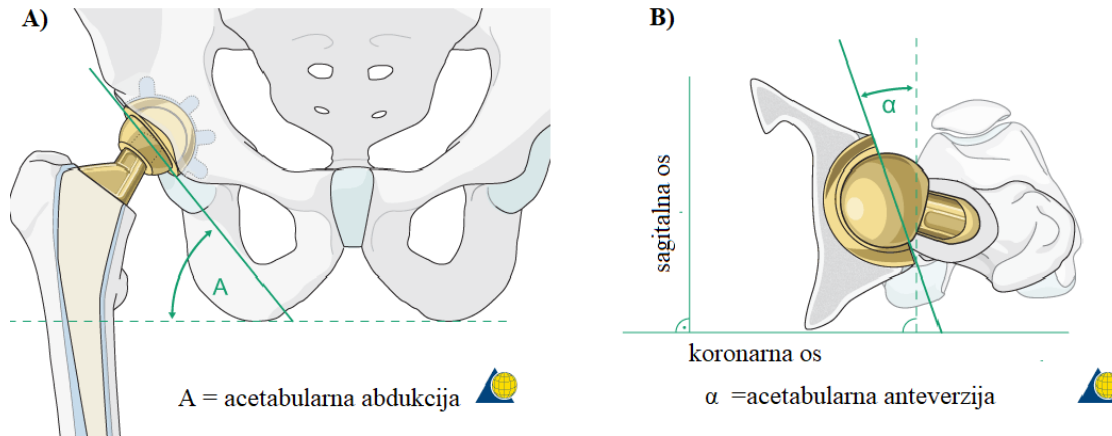 A)
A
A = acetabularna abdukcija
B)
α
sagitalna os
koronarna os
α =acetabularna anteverzija